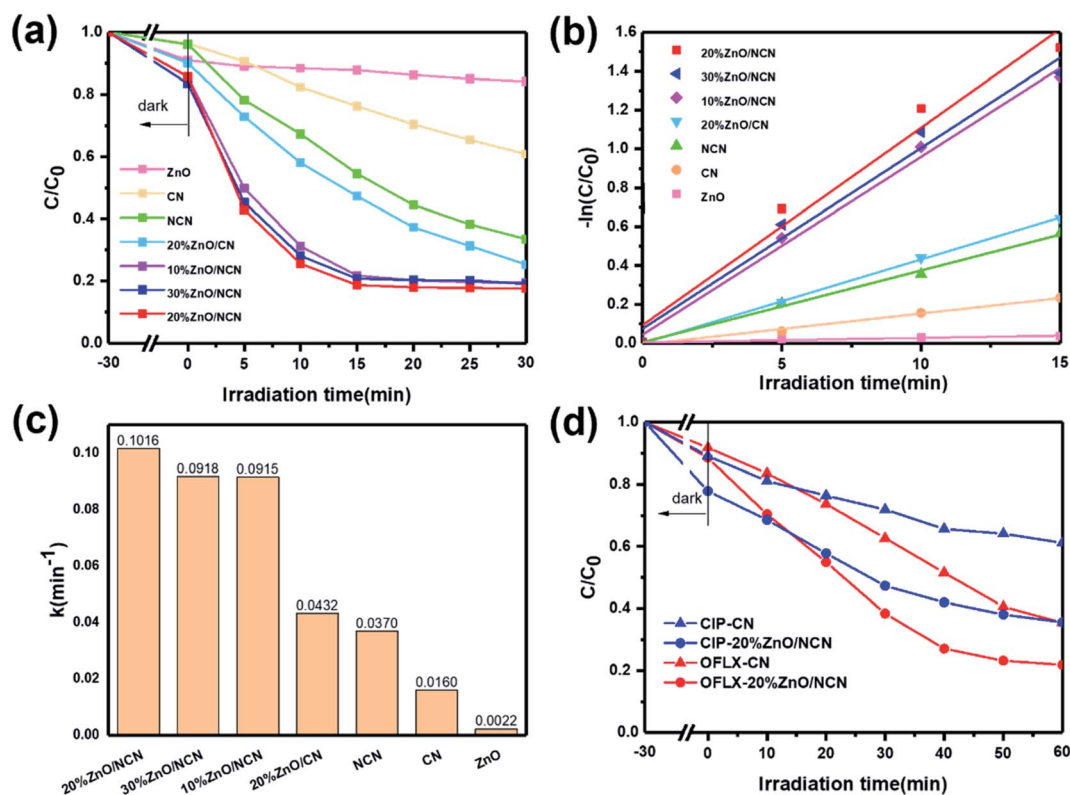 (a)
1.0
0.8
0.6
0.4
0.2
0.0
C/C0
dark
ZnO
CN
NCN
20%ZnO/CN
10%ZnO/NCN
30%ZnO/NCN
20%ZnO/NCN
-30 0 5 10 15 20 25 30
Irradiation time(min)
(b)
1.6
1.4
1.2
1.0
0.8
0.6
0.4
0.2
0.0
-ln(C/C0)
20%ZnO/NCN
30%ZnO/NCN
10%ZnO/NCN
20%ZnO/CN
NCN
CN
ZnO
0 5 10 15
Irradiation time(min)
(c)
0.10
0.08
0.06
0.04
0.02
0.00
k(min-1)
0.1016
0.0918
0.0915
0.0432
0.0370
0.0160
0.0022
20%ZnO/NCN
30%ZnO/NCN
10%ZnO/NCN
20%ZnO/CN
NCN
CN
ZnO
(d)
1.0
0.8
0.6
0.4
0.2
0.0
C/C0
dark
CIP-CN
CIP-20%ZnO/NCN
OFLX-CN
OFLX-20%ZnO/NCN
-30 0 10 20 30 40 50 60
Irradiation time(min)